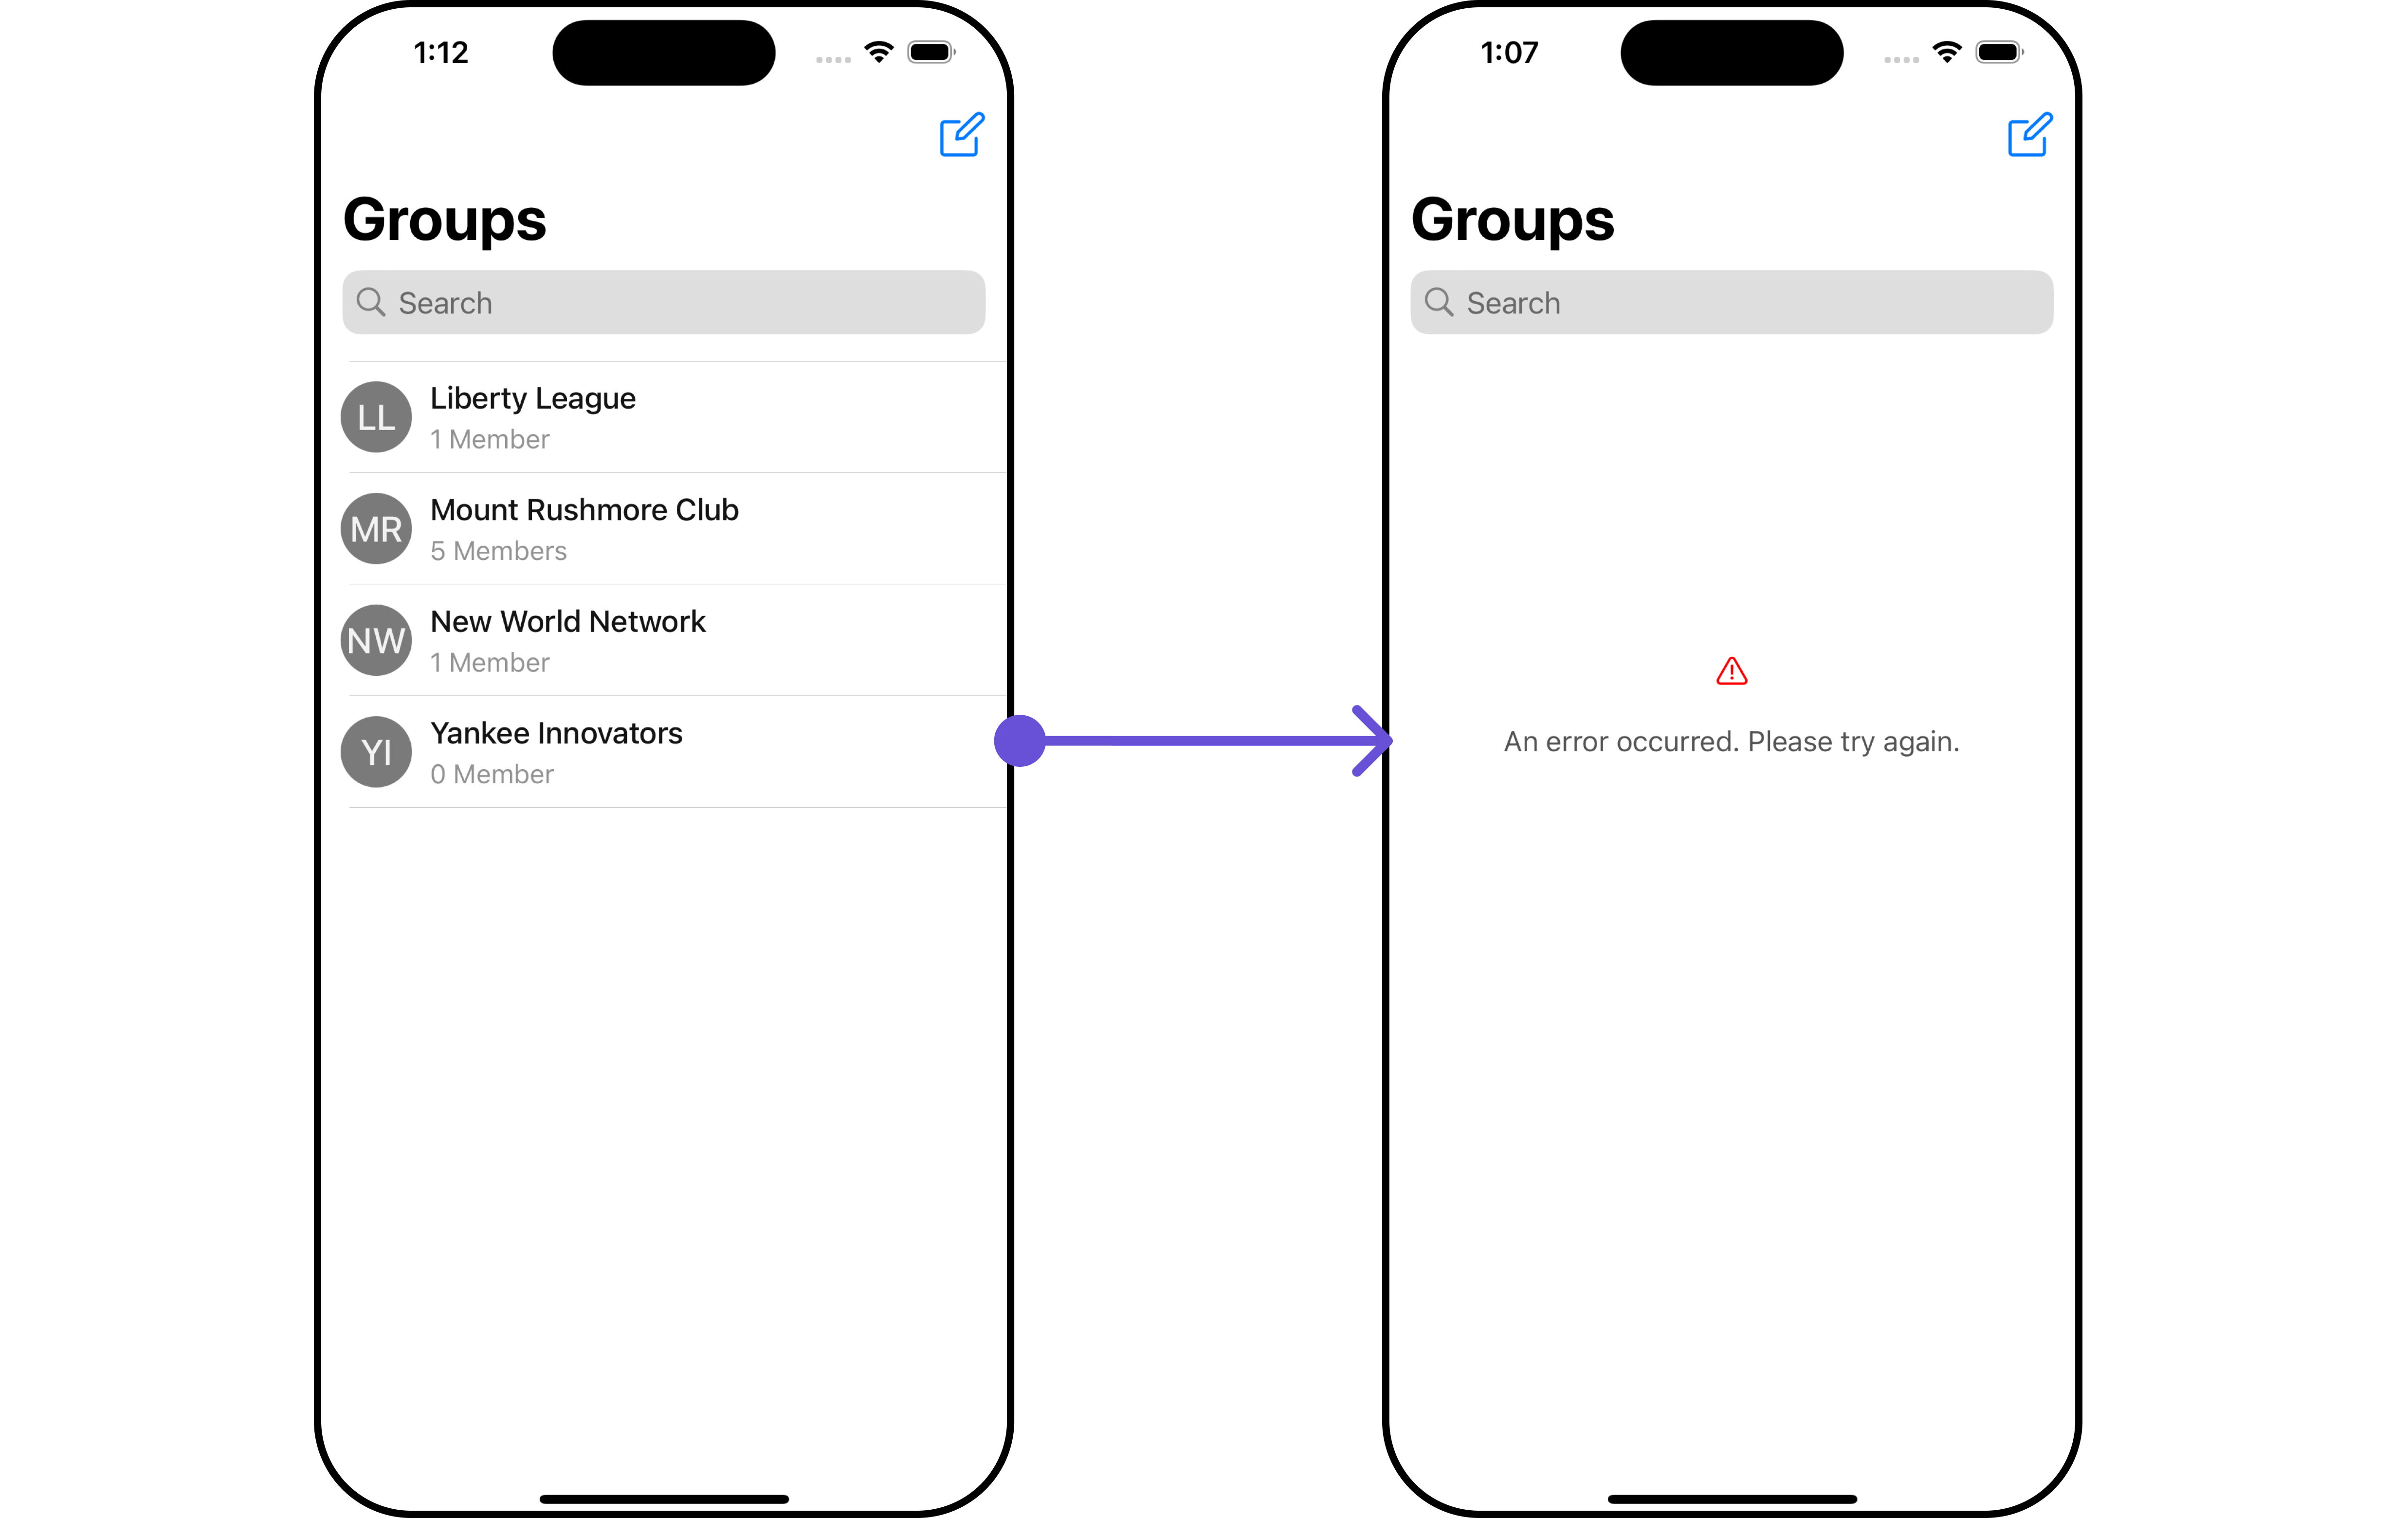 1:12
Groups
Search
LL
Liberty League
1 Member
MR
Mount Rushmore Club
5 Members
NW
New World Network
1 Member
YI
Yankee Innovators
0 Member
1:07
Groups
Search
An error occurred. Please try again.